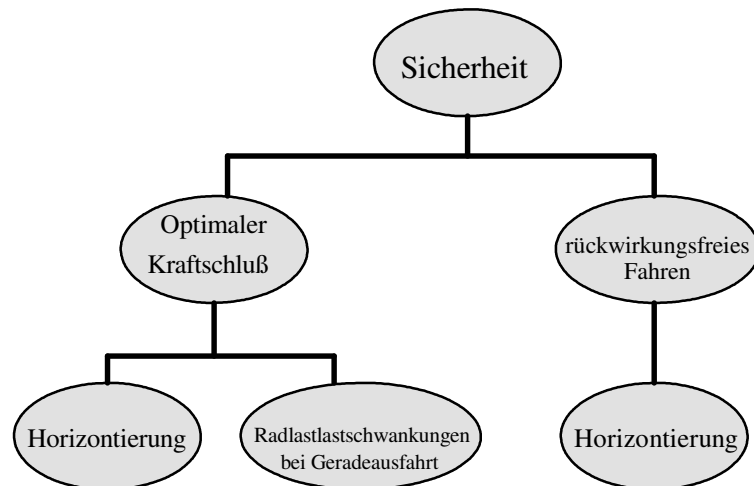 Sicherheit
Optimaler
Kraftschluß
rückwirkungsfreies
Fahren
Horizontierung
Radlastlastschwankungen
bei Geradeausfahrt
Horizontierung